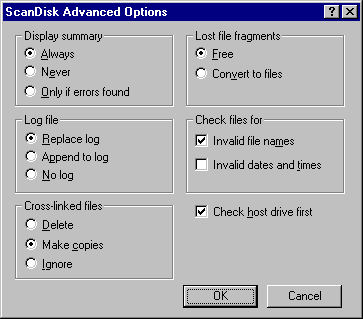 ScanDisk Advanced Options
Display summary
Always
Never
Only if errors found
Log file
Replace log
Append to log
No log
Cross-linked files
Delete
Make copies
Ignore
Lost file fragments
Free
Convert to files
Check files for
Invalid file names
Invalid dates and times
Check host drive first
OK
Cancel